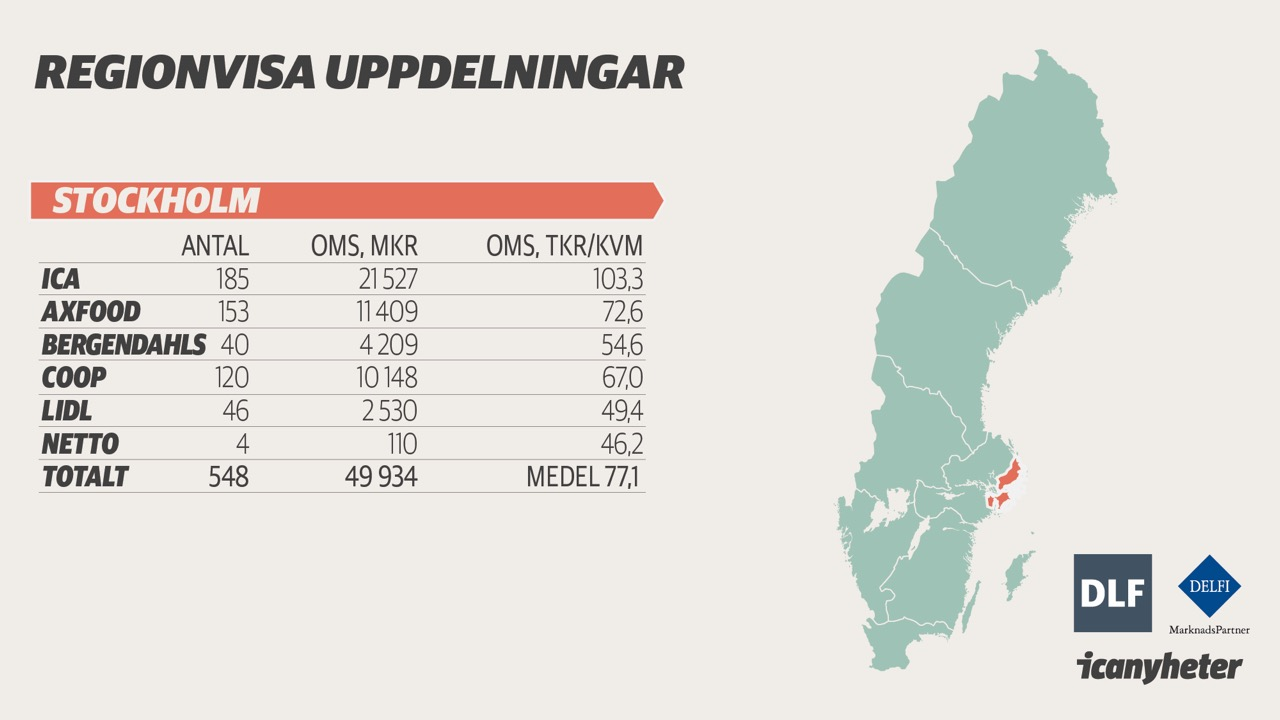 REGIONVISA UPPDELNINGAR
STOCKHOLM
ANTAL OMS, MKR OMS, TKR/KVM
ICA 185 21 527 103,3
AXFOOD 153 11 409 72,6
BERGENDAHLS 40 4 209 54,6
COOP 120 10 148 67,0
LIDL 46 2 530 49,4
NETTO 4 110 46,2
TOTALT 548 49 934 MEDEL 77,1
DLF
DELFI
MarknadsPartner
icanyheter